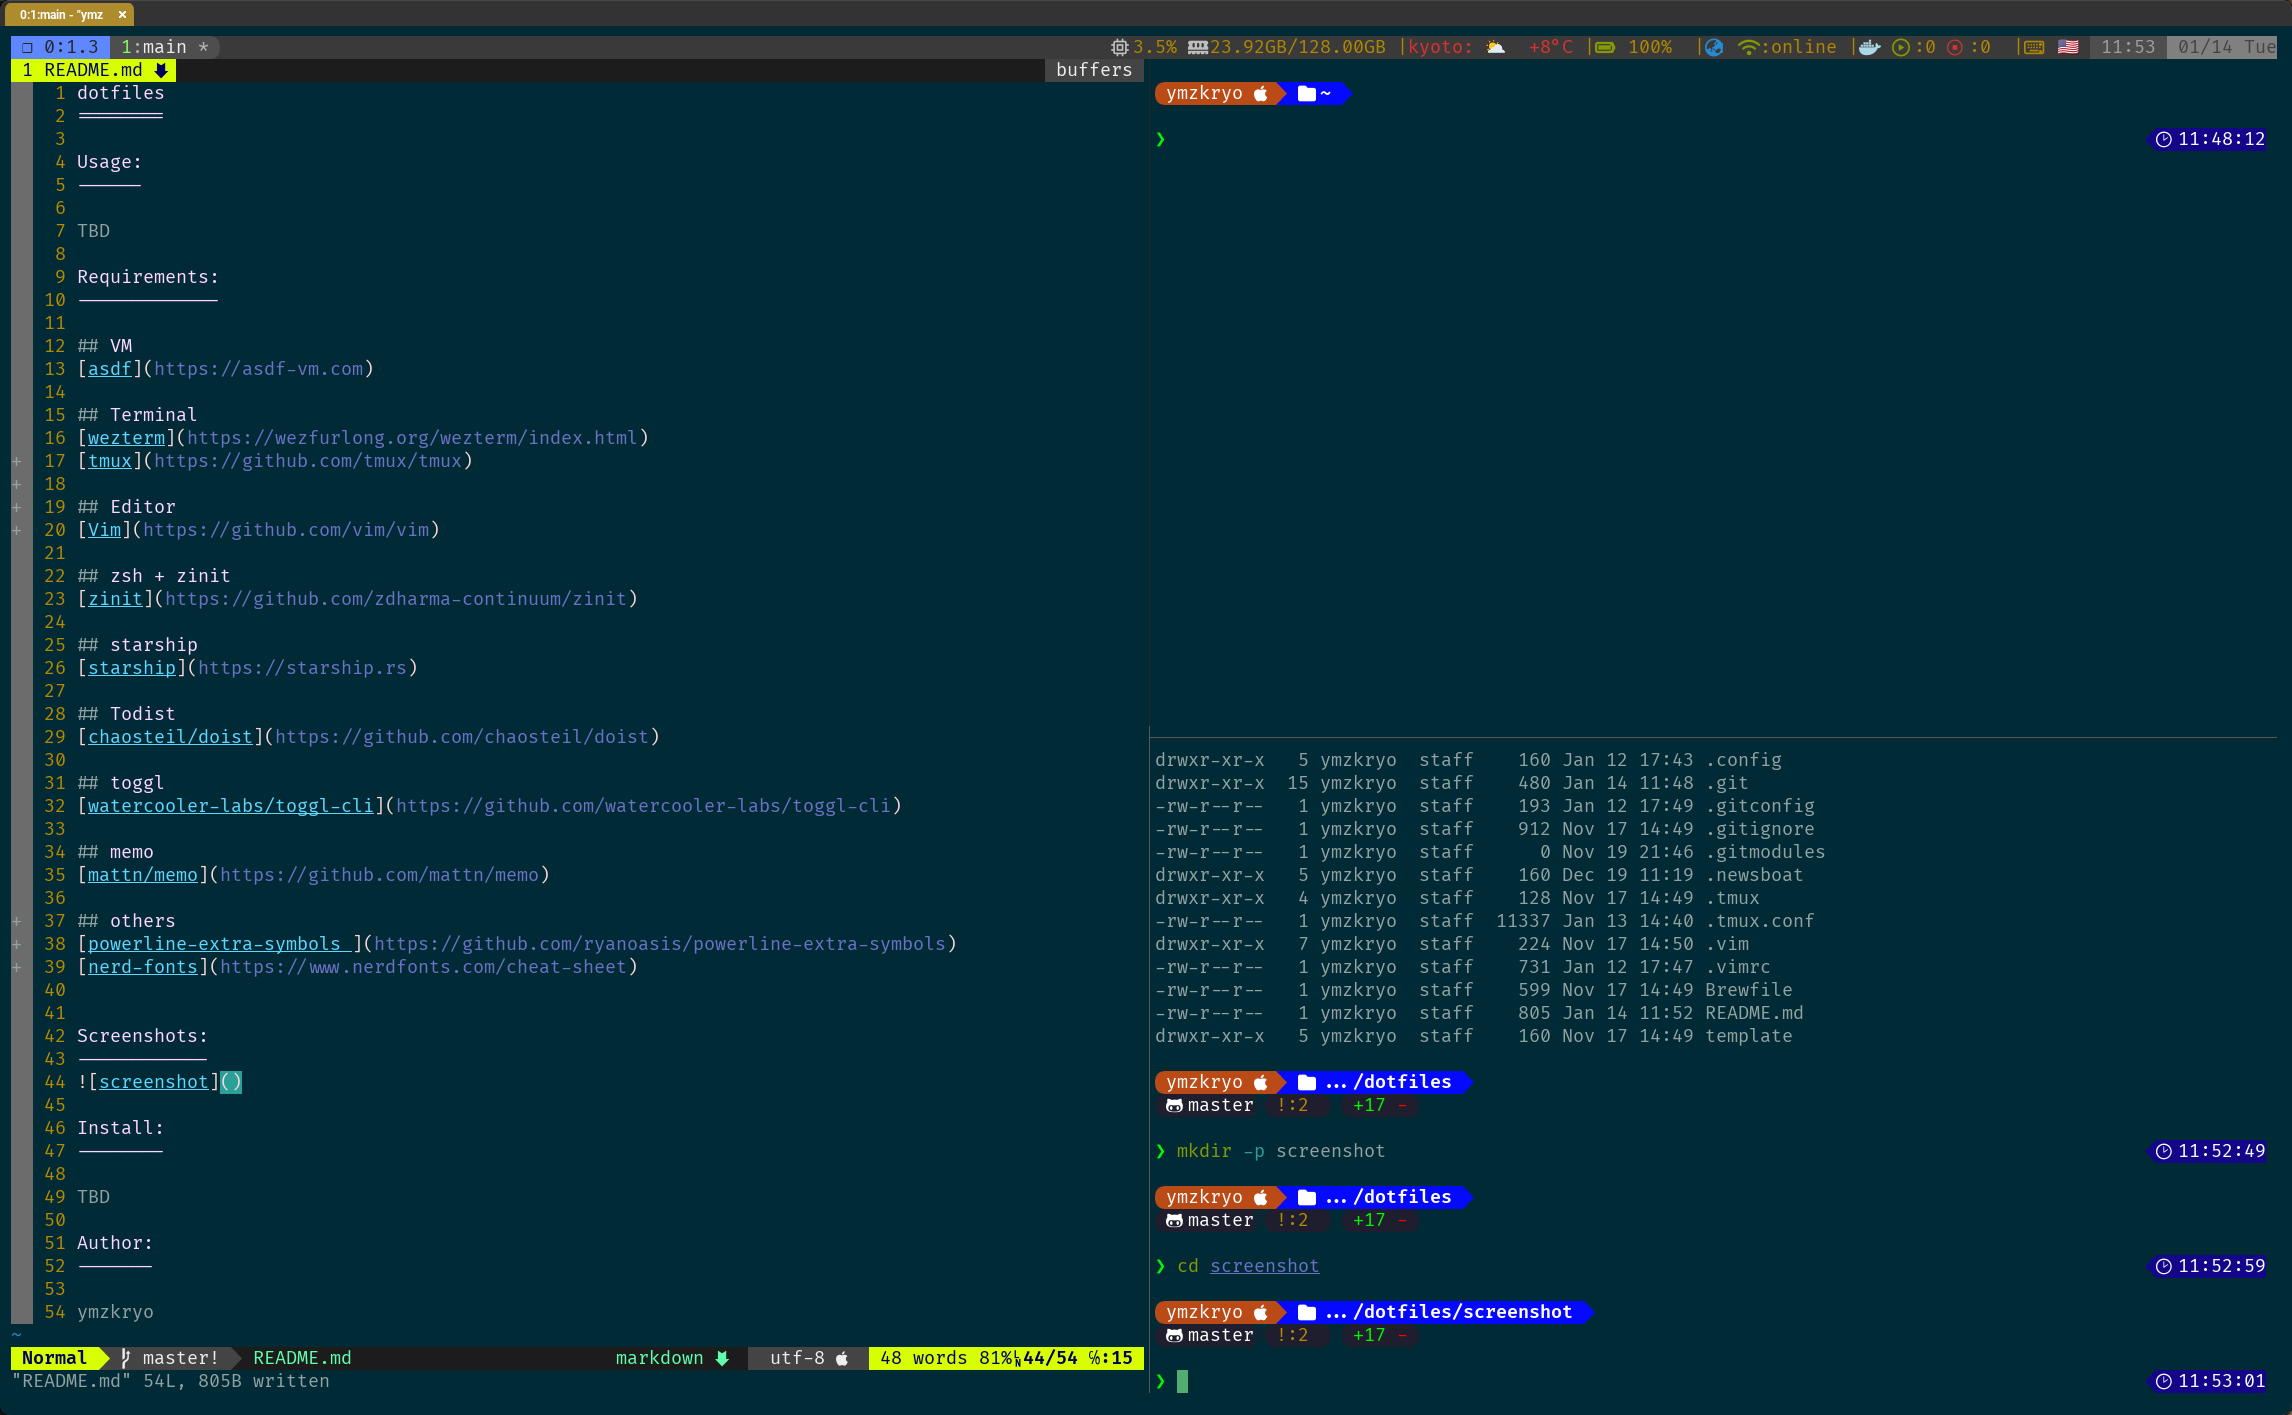 0:1:main - "ymz ×
0:1.3 1:main * 3.5% 23.92GB/128.00GB |kyoto: +8°C | 100% | :online | :0 :0 | 11:53 01/14 Tue
1 README.md buffers
1 dotfiles
2 ========
3
4 Usage:
5 ------
6
7 TBD
8
9 Requirements:
10 -------------
11
12 ## VM
13 [asdf](https://asdf-vm.com)
14
15 ## Terminal
16 [wezterm](https://wezfurlong.org/wezterm/index.html)
+ 17 [tmux](https://github.com/tmux/tmux)
+ 18
+ 19 ## Editor
+ 20 [Vim](https://github.com/vim/vim)
21
22 ## zsh + zinit
23 [zinit](https://github.com/zdharma-continuum/zinit)
24
25 ## starship
26 [starship](https://starship.rs)
27
28 ## Todist
29 [chaosteil/doist](https://github.com/chaosteil/doist)
30
31 ## toggl
32 [watercooler-labs/toggl-cli](https://github.com/watercooler-labs/toggl-cli)
33
34 ## memo
35 [mattn/memo](https://github.com/mattn/memo)
36
+ 37 ## others
+ 38 [powerline-extra-symbols ](https://github.com/ryanoasis/powerline-extra-symbols)
+ 39 [nerd-fonts](https://www.nerdfonts.com/cheat-sheet)
40
41
42 Screenshots:
43 ------------
44 ![screenshot]()
45
46 Install:
47 --------
48
49 TBD
50
51 Author:
52 -------
53
54 ymzkryo
~
Normal master! README.md markdown utf-8 48 words 81% 44/54 ℅:15
"README.md" 54L, 805B written
ymzkryo ~
❯ 11:48:12
drwxr-xr-x 5 ymzkryo staff 160 Jan 12 17:43 .config
drwxr-xr-x 15 ymzkryo staff 480 Jan 14 11:48 .git
-rw-r--r-- 1 ymzkryo staff 193 Jan 12 17:49 .gitconfig
-rw-r--r-- 1 ymzkryo staff 912 Nov 17 14:49 .gitignore
-rw-r--r-- 1 ymzkryo staff 0 Nov 19 21:46 .gitmodules
drwxr-xr-x 5 ymzkryo staff 160 Dec 19 11:19 .newsboat
drwxr-xr-x 4 ymzkryo staff 128 Nov 17 14:49 .tmux
-rw-r--r-- 1 ymzkryo staff 11337 Jan 13 14:40 .tmux.conf
drwxr-xr-x 7 ymzkryo staff 224 Nov 17 14:50 .vim
-rw-r--r-- 1 ymzkryo staff 731 Jan 12 17:47 .vimrc
-rw-r--r-- 1 ymzkryo staff 599 Nov 17 14:49 Brewfile
-rw-r--r-- 1 ymzkryo staff 805 Jan 14 11:52 README.md
drwxr-xr-x 5 ymzkryo staff 160 Nov 17 14:49 template
ymzkryo …/dotfiles
master !:2 +17 -
❯ mkdir -p screenshot 11:52:49
ymzkryo …/dotfiles
master !:2 +17 -
❯ cd screenshot 11:52:59
ymzkryo …/dotfiles/screenshot
master !:2 +17 -
❯ 11:53:01